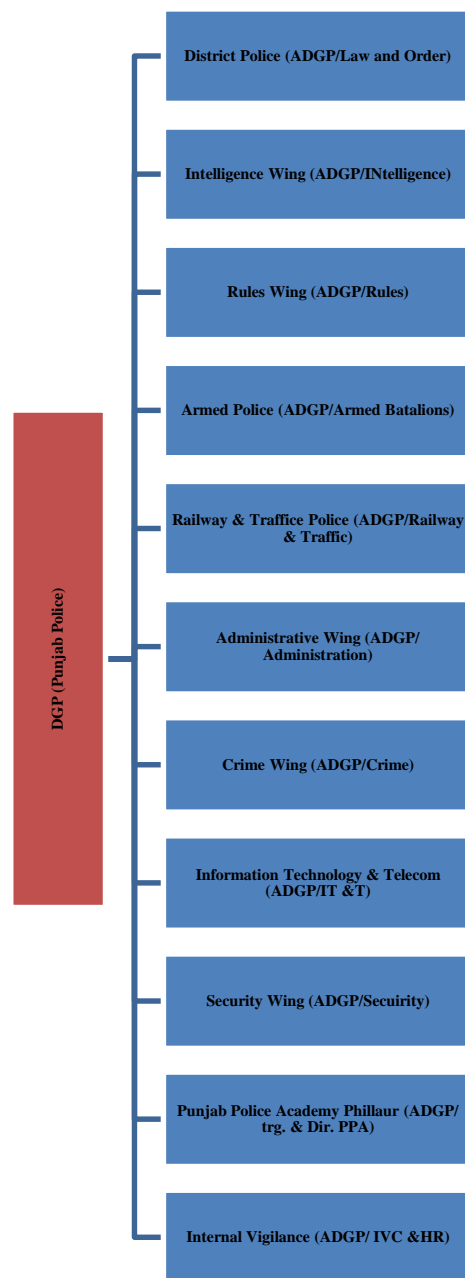 DGP (Punjab Police)
District Police (ADGP/Law and Order)
Intelligence Wing (ADGP/INtelligence)
Rules Wing (ADGP/Rules)
Armed Police (ADGP/Armed Batalions)
Railway & Traffice Police (ADGP/Railway
& Traffic)
Administrative Wing (ADGP/
Administration)
Crime Wing (ADGP/Crime)
Information Technology & Telecom
(ADGP/IT &T)
Security Wing (ADGP/Secuirity)
Punjab Police Academy Phillaur (ADGP/
trg. & Dir. PPA)
Internal Vigilance (ADGP/ IVC &HR)